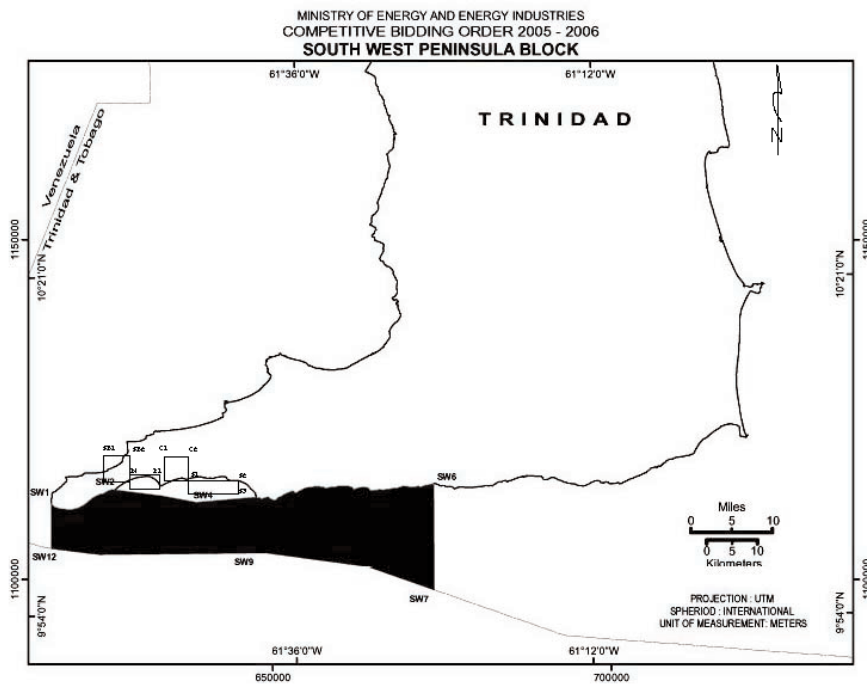 MINISTRY OF ENERGY AND ENERGY INDUSTRIES
COMPETITIVE BIDDING ORDER 2005 - 2006
SOUTH WEST PENINSULA BLOCK
61°36'0"W
61°12'0"W
TRINIDAD
N
Venezuela
Trinidad & Tobago
1150000
10°21'0"N
1150000
10°21'0"N
C1
SW1
SW2
SW4
SW6
SW12
SW9
SW7
Miles
0 5 10
0 5 10
Kilometers
PROJECTION : UTM
SPHERIOD : INTERNATIONAL
UNIT OF MEASUREMENT: METERS
1100000
9°54'0"N
1100000
9°54'0"N
61°36'0"W
61°12'0"W
650000
700000